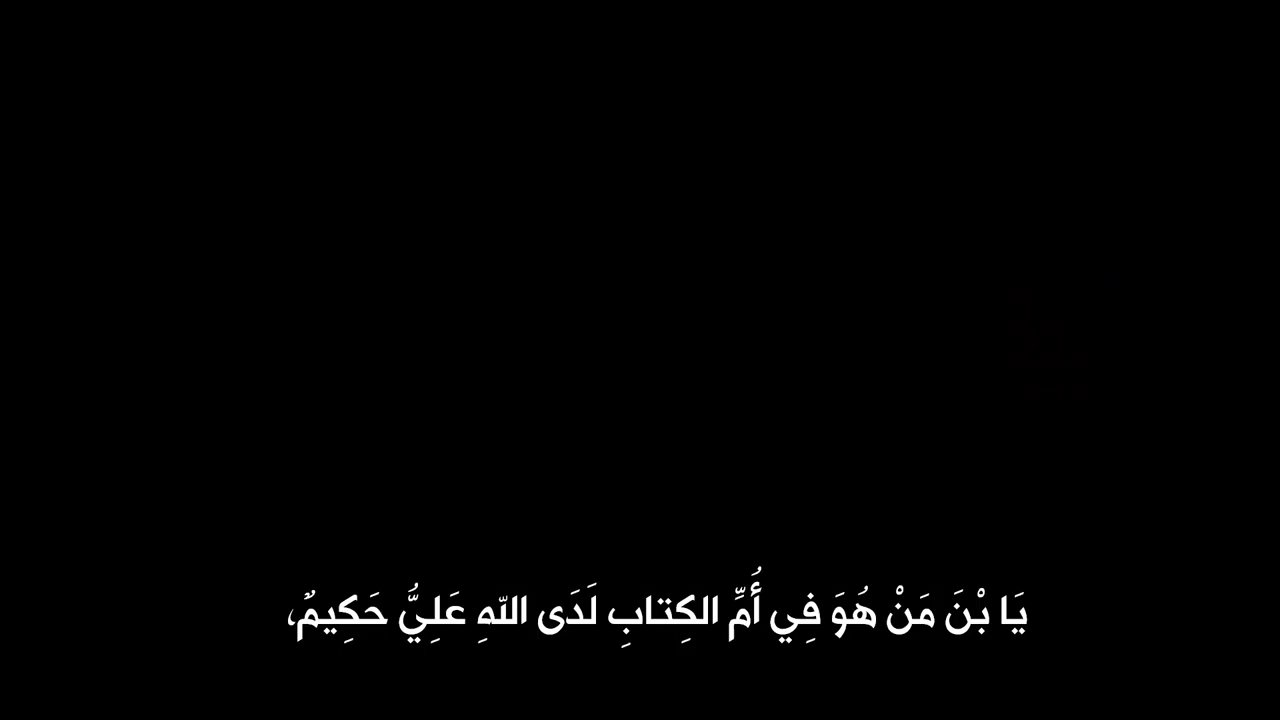 يَا بْنَ مَنْ هُوَ فِي أُمِّ الكِتابِ لَدَى اللّهِ عَلِيُّ حَكِيمُ،